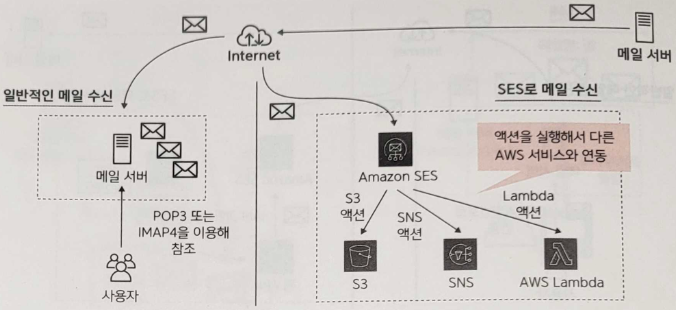 Internet
메일 서버
일반적인 메일 수신
SES로 메일 수신
메일 서버
POP3 또는
IMAP4을 이용해
참조
사용자
액션을 실행해서 다른
AWS 서비스와 연동
Amazon SES
S3
액션
SNS
액션
Lambda
액션
S3
SNS
AWS Lambda